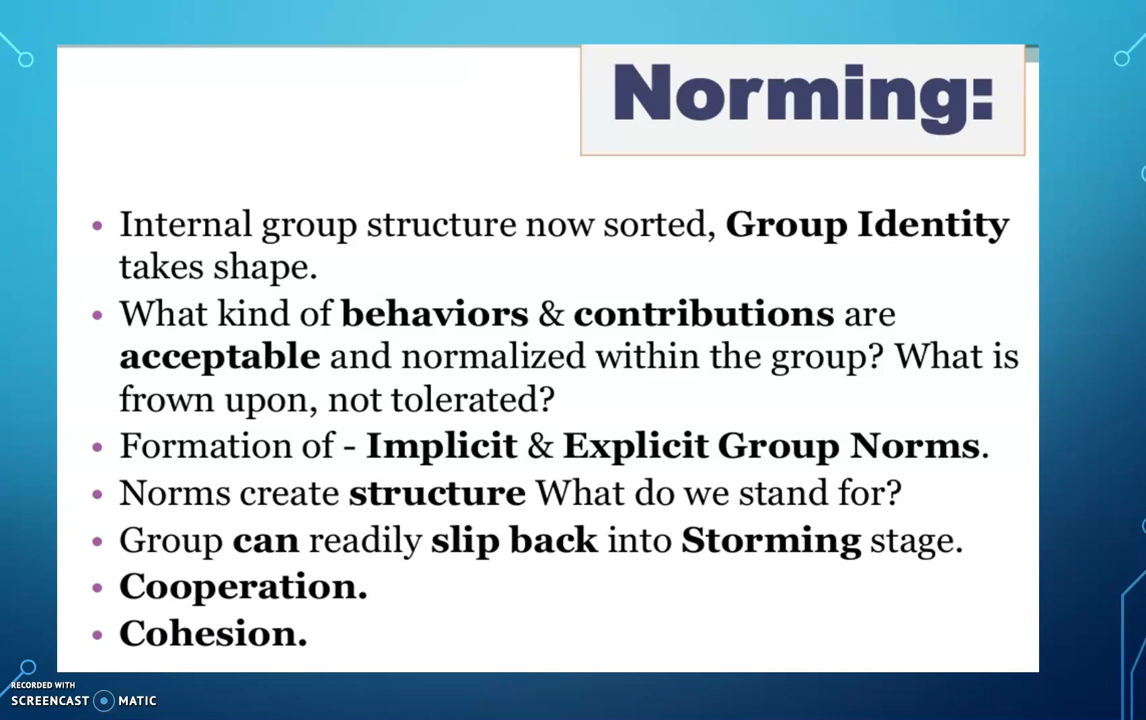 Norming:
• Internal group structure now sorted, Group Identity
takes shape.
• What kind of behaviors & contributions are
acceptable and normalized within the group? What is
frown upon, not tolerated?
• Formation of - Implicit & Explicit Group Norms.
• Norms create structure What do we stand for?
• Group can readily slip back into Storming stage.
• Cooperation.
• Cohesion.
RECORDED WITH
SCREENCAST MATIC